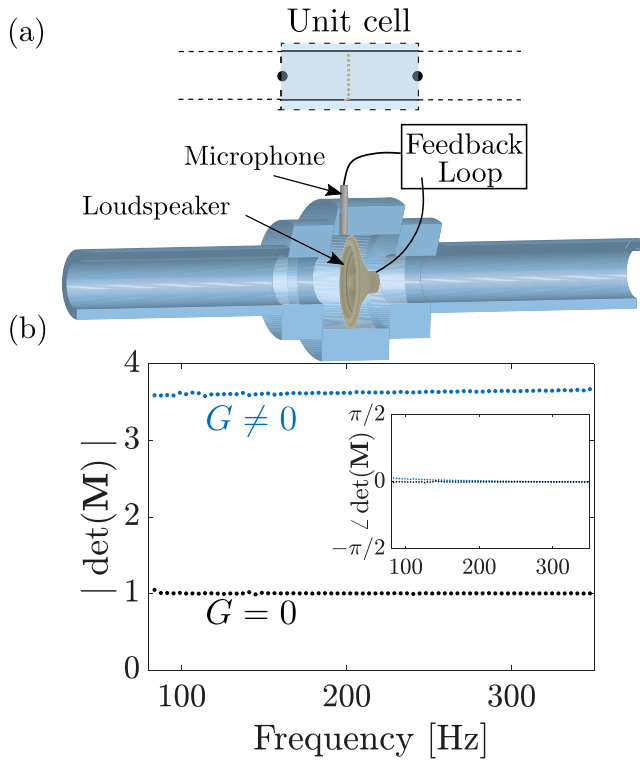 (a)
Unit cell
Microphone
Feedback
Loop
Loudspeaker
(b)
| det(M) |
4
3
2
1
0
G ≠ 0
G = 0
100
200
300
Frequency [Hz]
∠ det(M)
π/2
0
−π/2
100
200
300